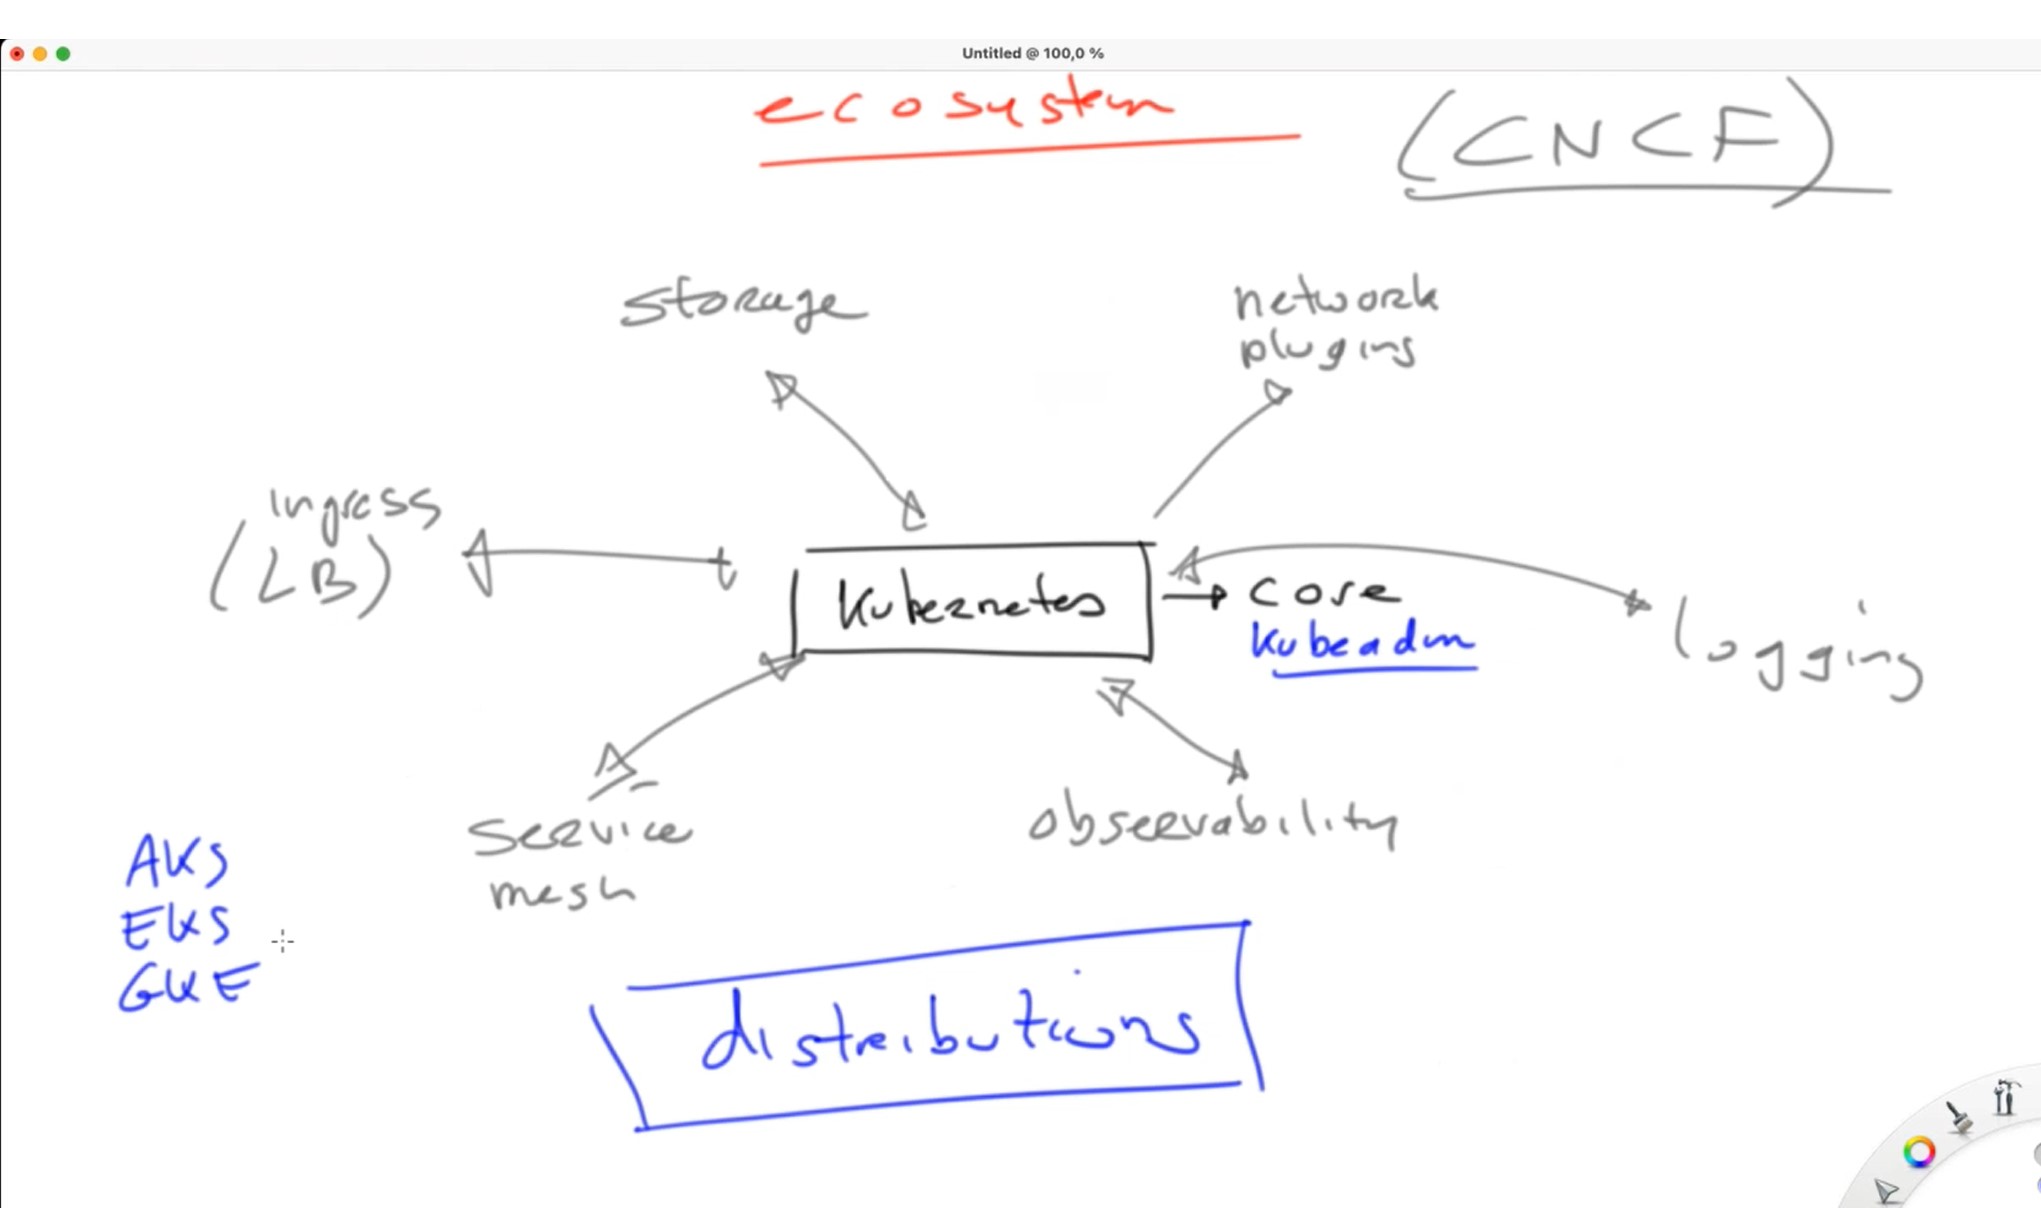 Untitled @ 100,0 %
ecosystem
(CNCF)
storage
network
plugins
Ingress
(LB)
Kubernetes
core
Kubeadm
logging
service
mesh
observability
AKS
EKS
GKE
distributions